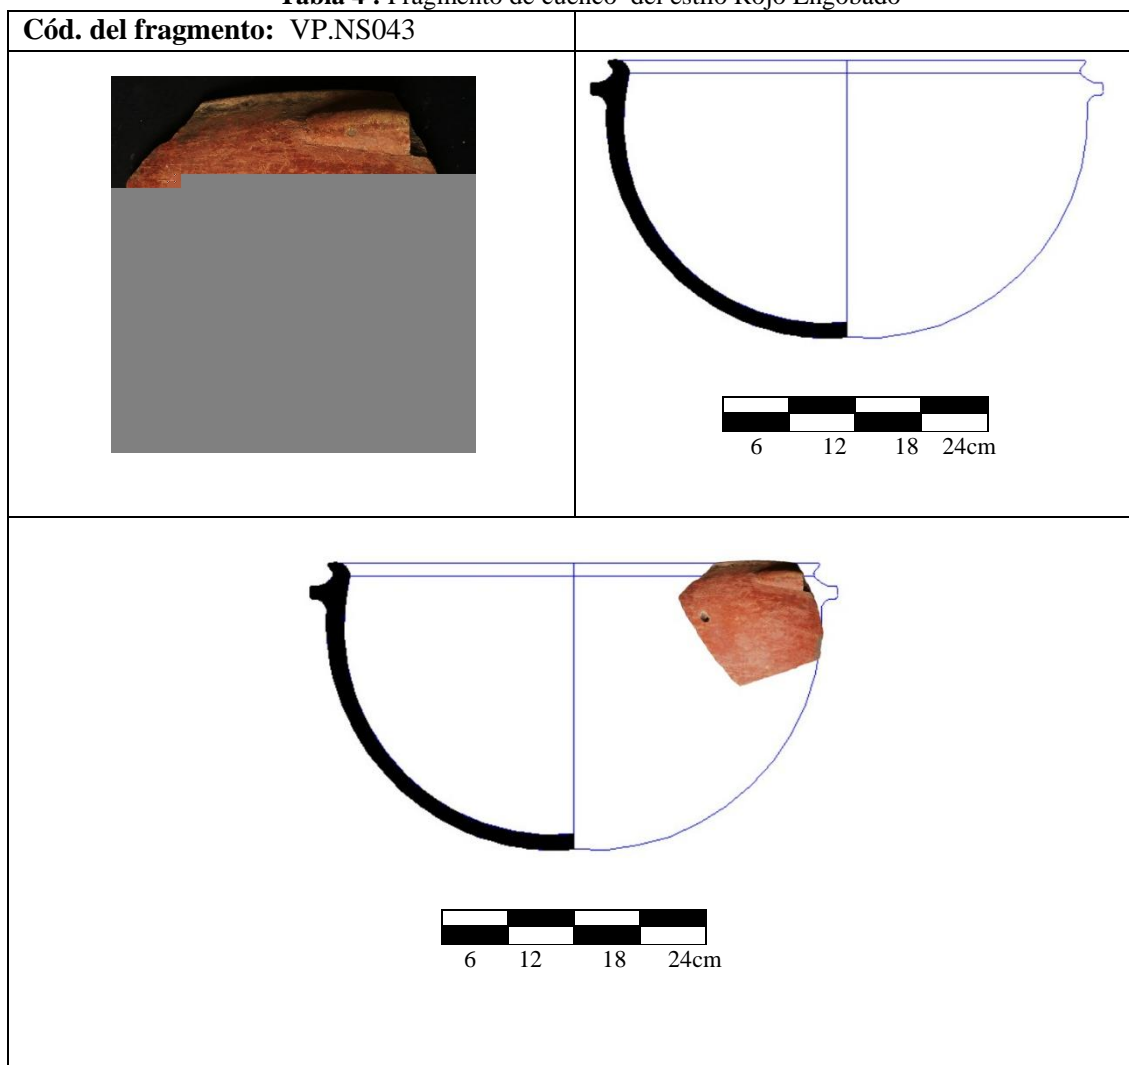 Tabla 4 : Fragmento de cuenco del estilo Rojo Engobado
Cód. del fragmento: VP.NS043
6 12 18 24cm
6 12 18 24cm